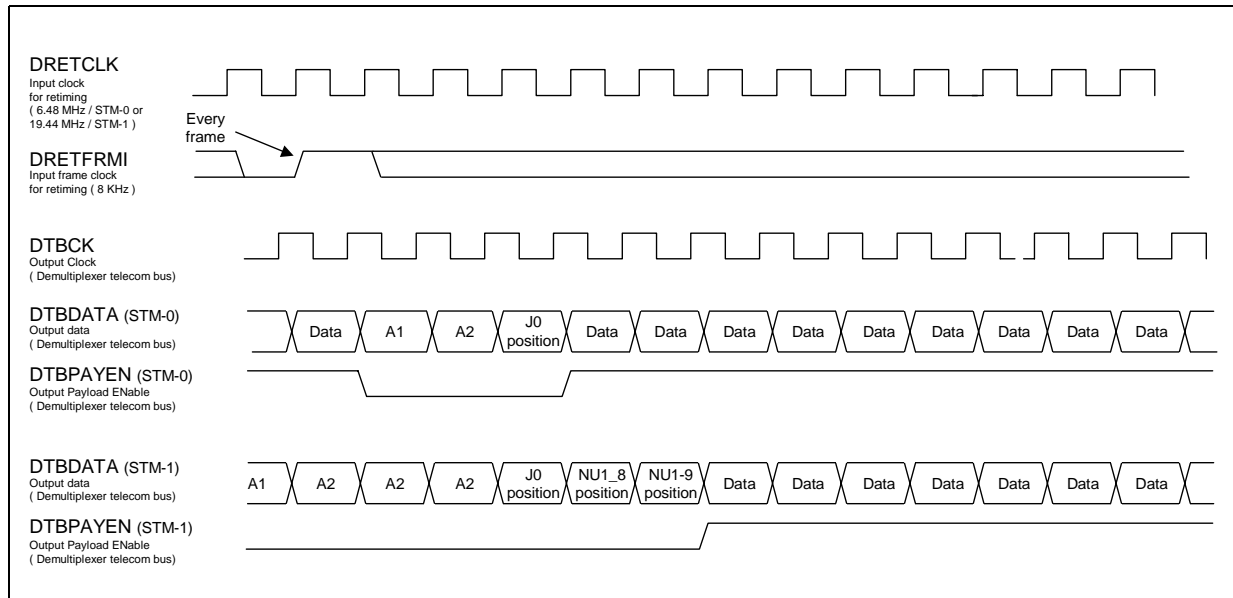 DRETCLK
Input clock
for retiming
( 6.48 MHz / STM-0 or
19.44 MHz / STM-1 )
Every
frame
DRETFRMI
Input frame clock
for retiming ( 8 KHz )
DTBCK
Output Clock
( Demultiplexer telecom bus)
DTBDATA (STM-0)
Output data
( Demultiplexer telecom bus)
Data A1 A2 J0 position Data Data Data Data Data Data Data Data Data
DTBPAYEN (STM-0)
Output Payload ENable
( Demultiplexer telecom bus)
DTBDATA (STM-1)
Output data
( Demultiplexer telecom bus)
A1 A2 A2 A2 J0 position NU1_8 position NU1-9 position Data Data Data Data Data Data Data
DTBPAYEN (STM-1)
Output Payload ENable
( Demultiplexer telecom bus)